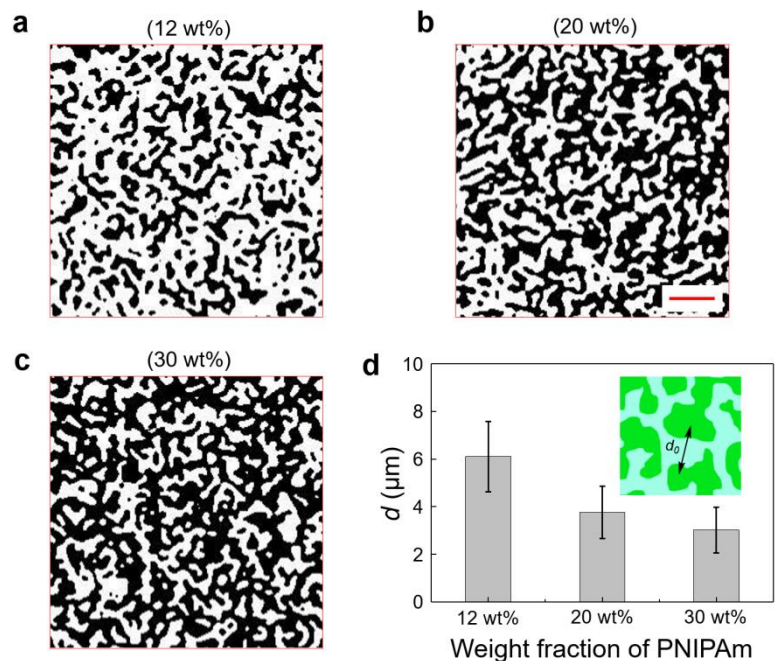 a
(12 wt%)
b
(20 wt%)
c
(30 wt%)
d
10
8
6
4
2
0
d (μm)
d₀
12 wt%
20 wt%
30 wt%
Weight fraction of PNIPAm